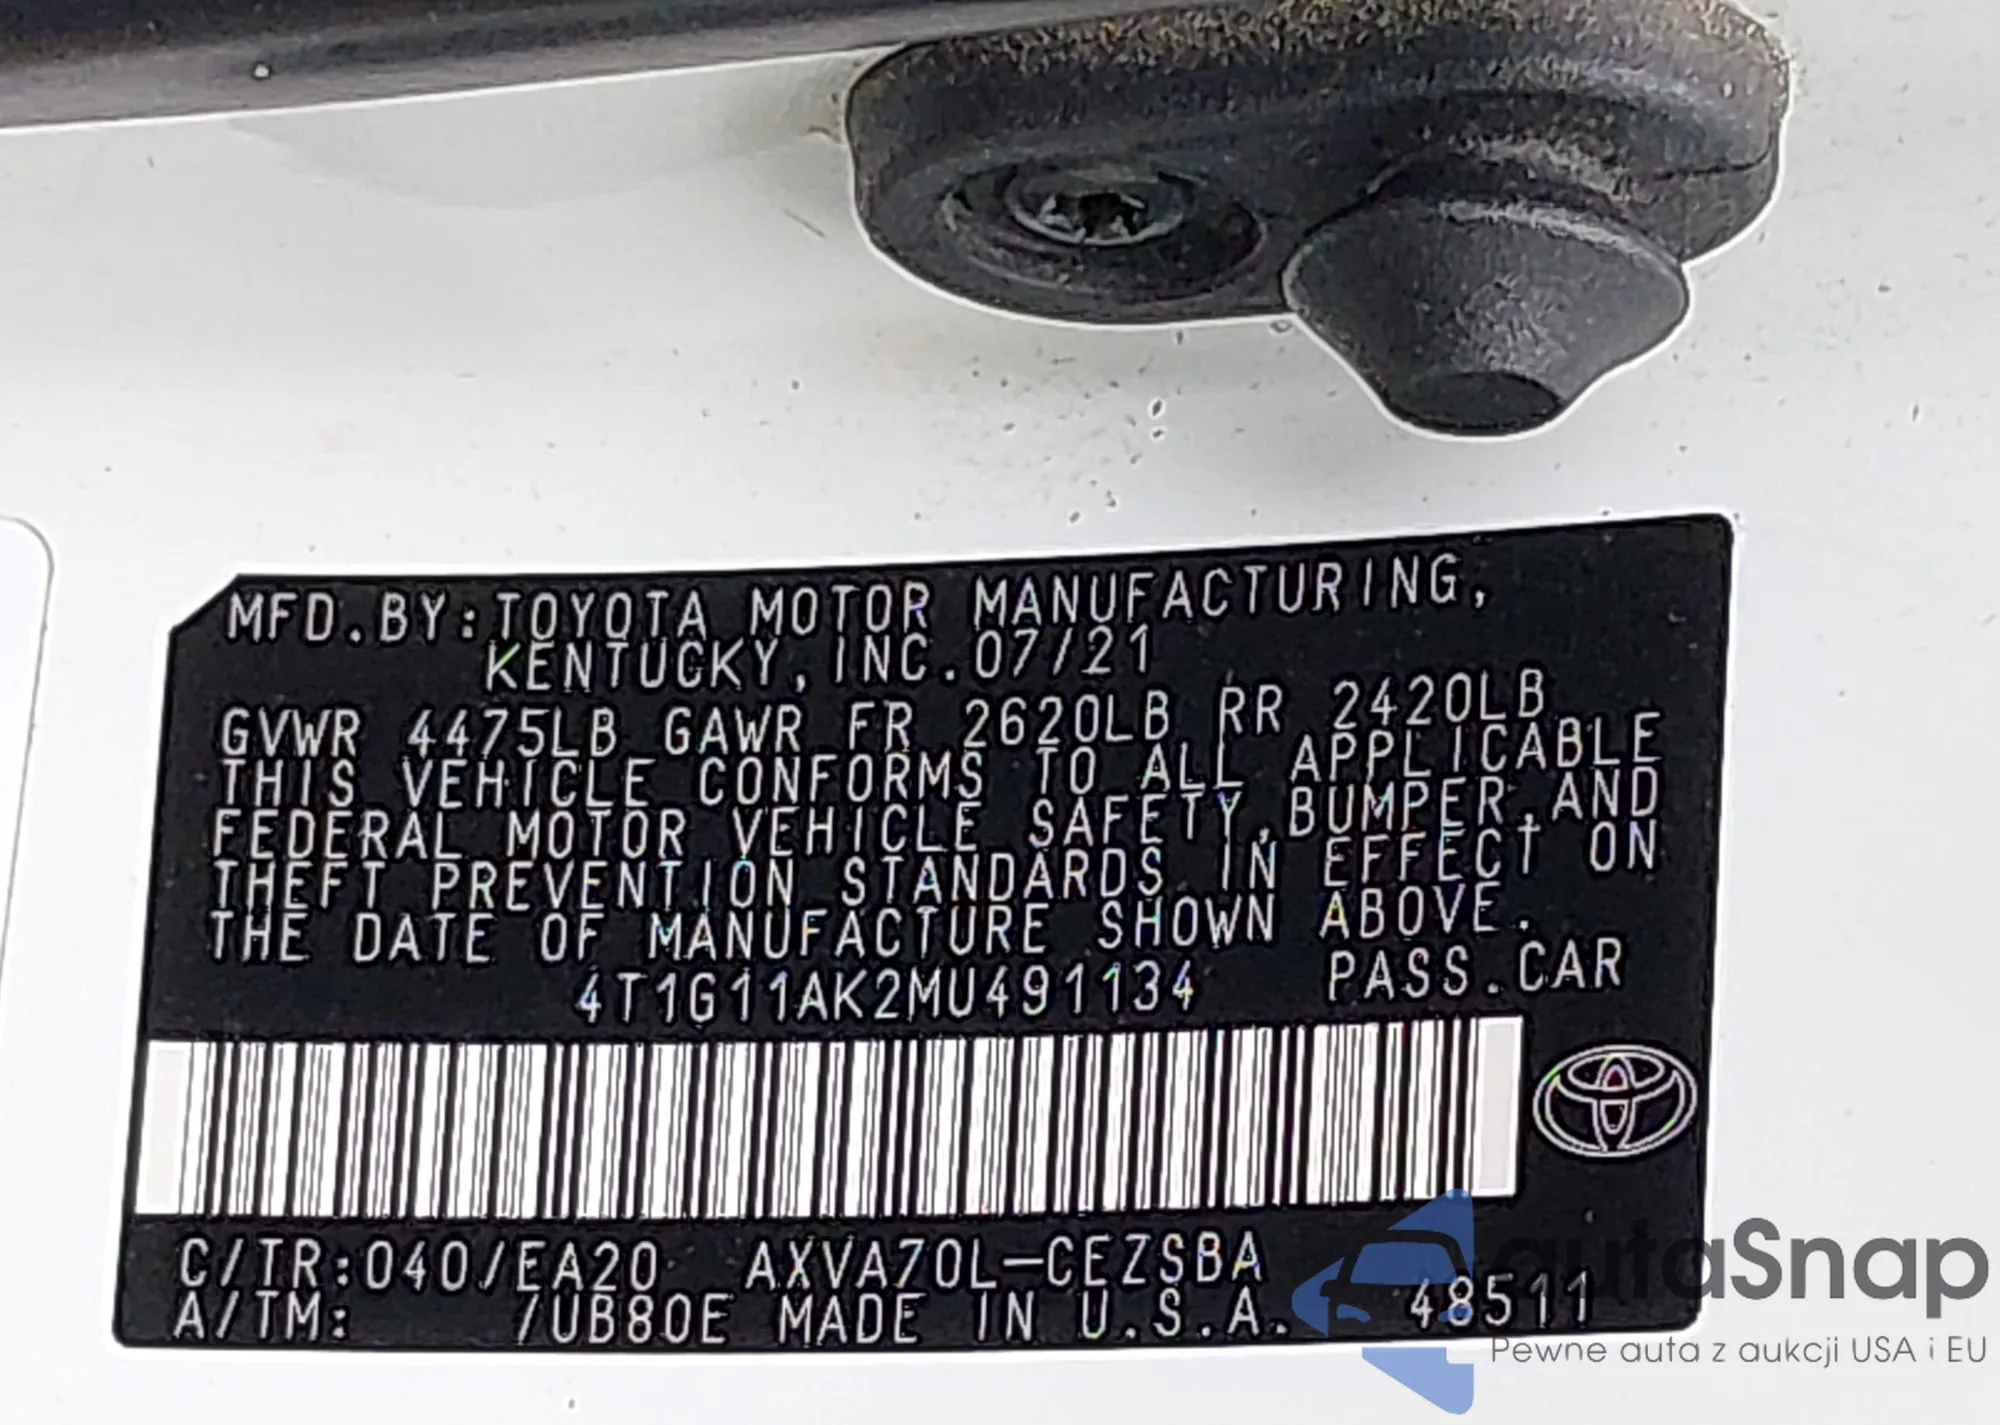 MFD.BY:TOYOTA MOTOR MANUFACTURING,
KENTUCKY, INC.07/21
GVWR 4475LB GAWR FR 2620LB RR 2420LB
THIS VEHICLE CONFORMS TO ALL APPLICABLE
FEDERAL MOTOR VEHICLE SAFETY,BUMPER,AND
THEFT PREVENTION STANDARDS IN EFFECT ON
THE DATE OF MANUFACTURE SHOWN ABOVE.
4T1G11AK2MU491134 PASS.CAR
C/TR:040/EA20 AXVA70L-CEZSBA
A/TM: /UB80E MADE IN U.S.A. 48511
autaSnap
Pewne auta z aukcji USA i EU